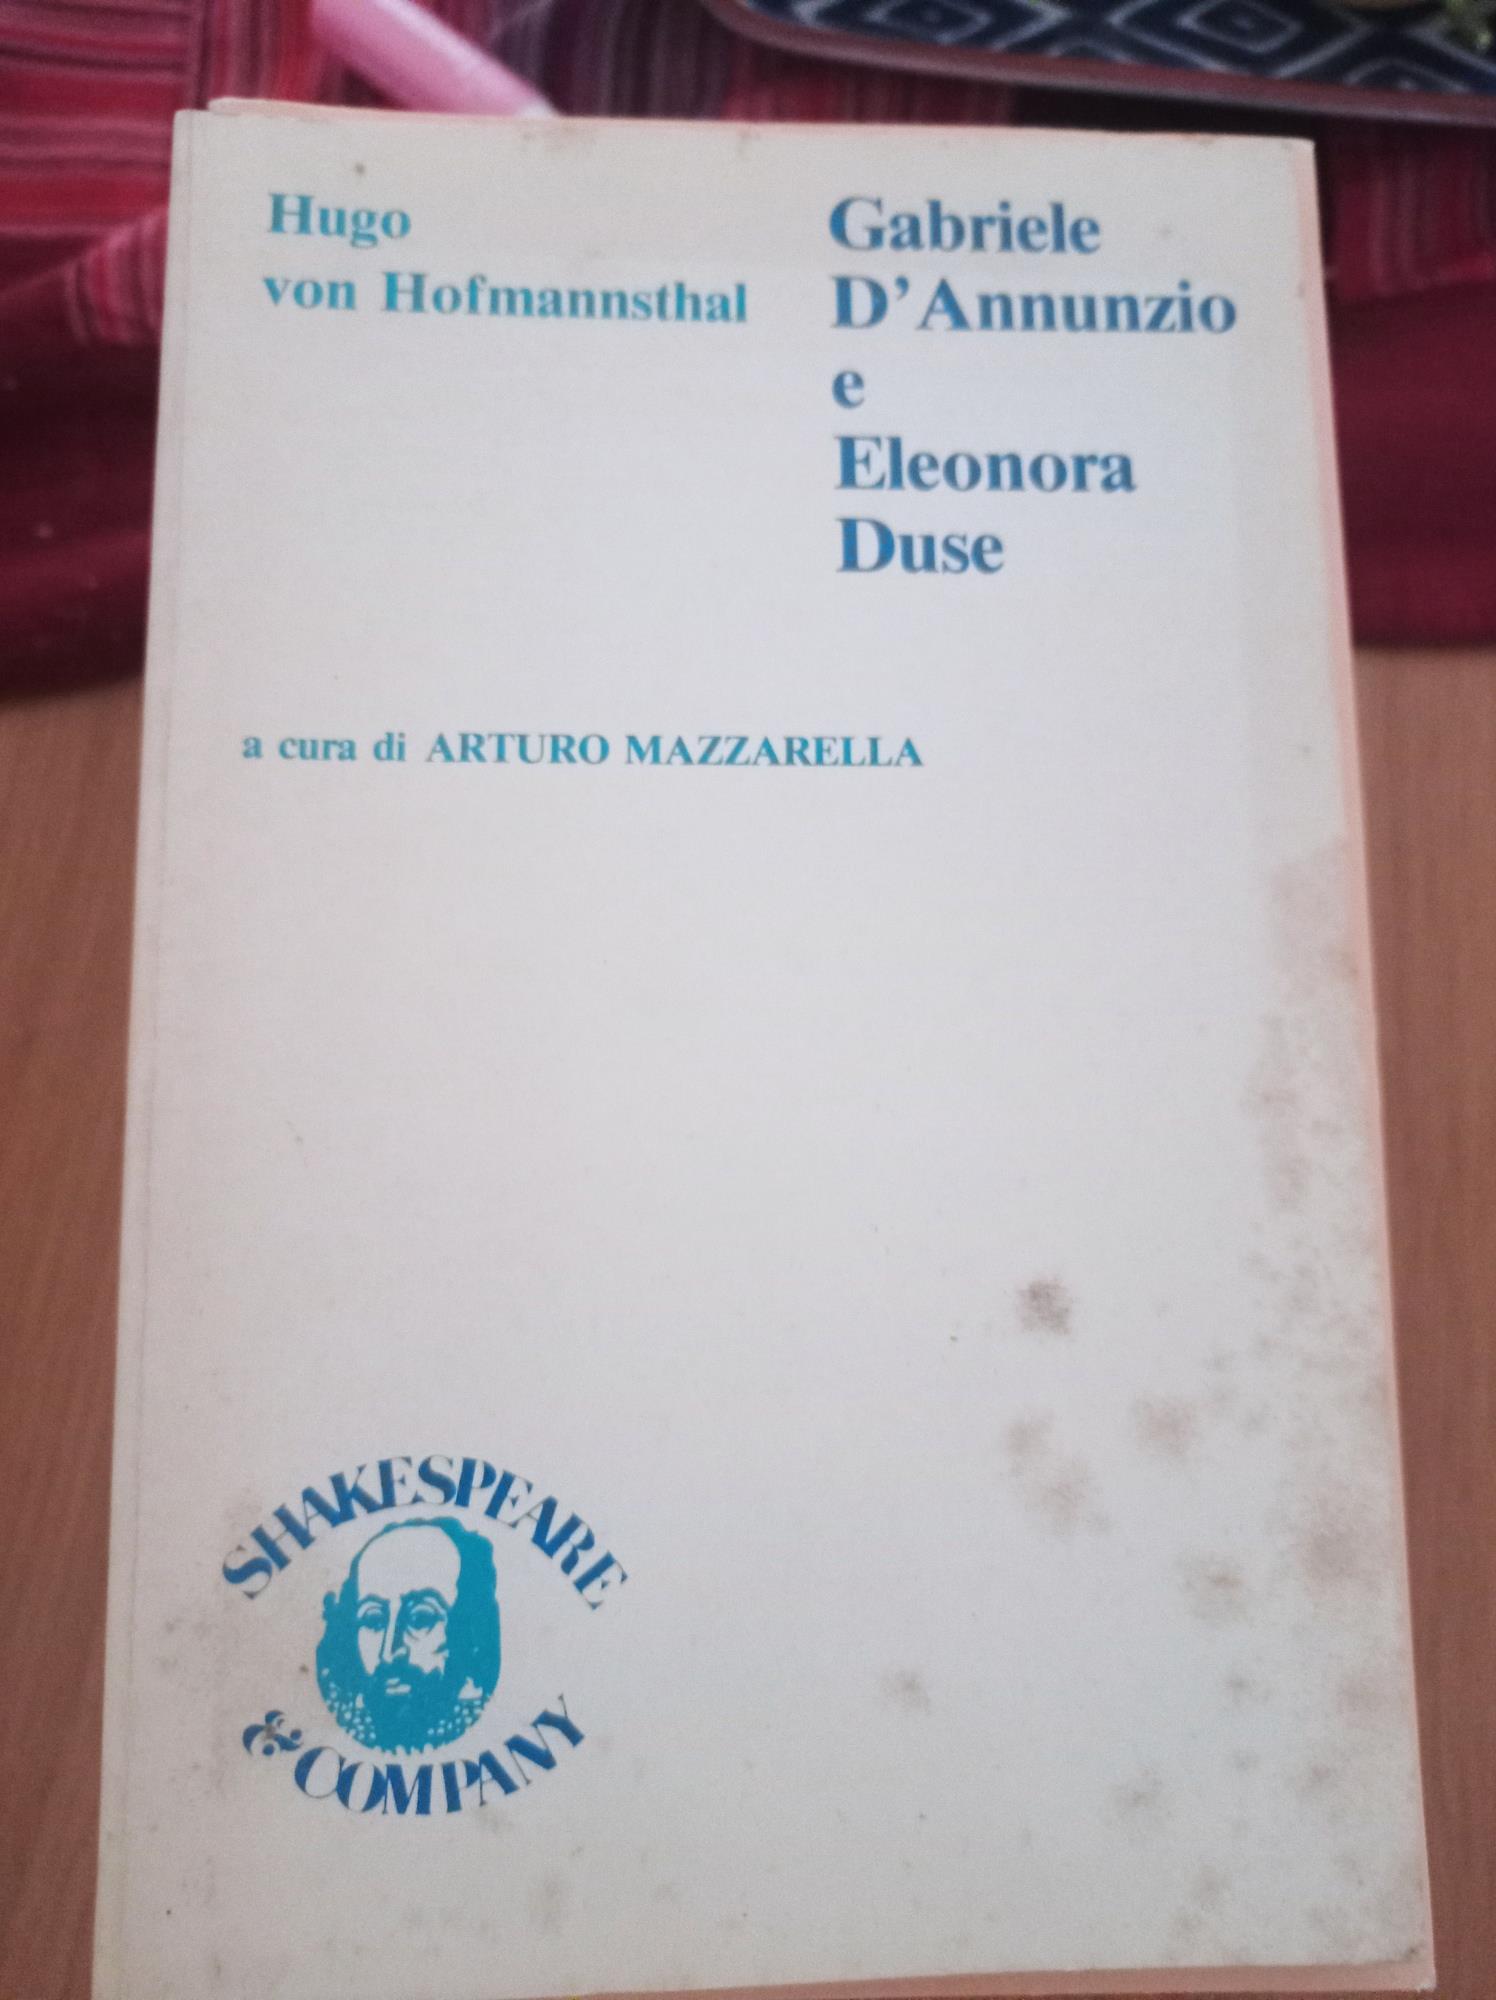 Hugo
von Hofmannsthal
Gabriele
D'Annunzio
e
Eleonora
Duse
a cura di ARTURO MAZZARELLA
SHAKESPEARE
& COMPANY